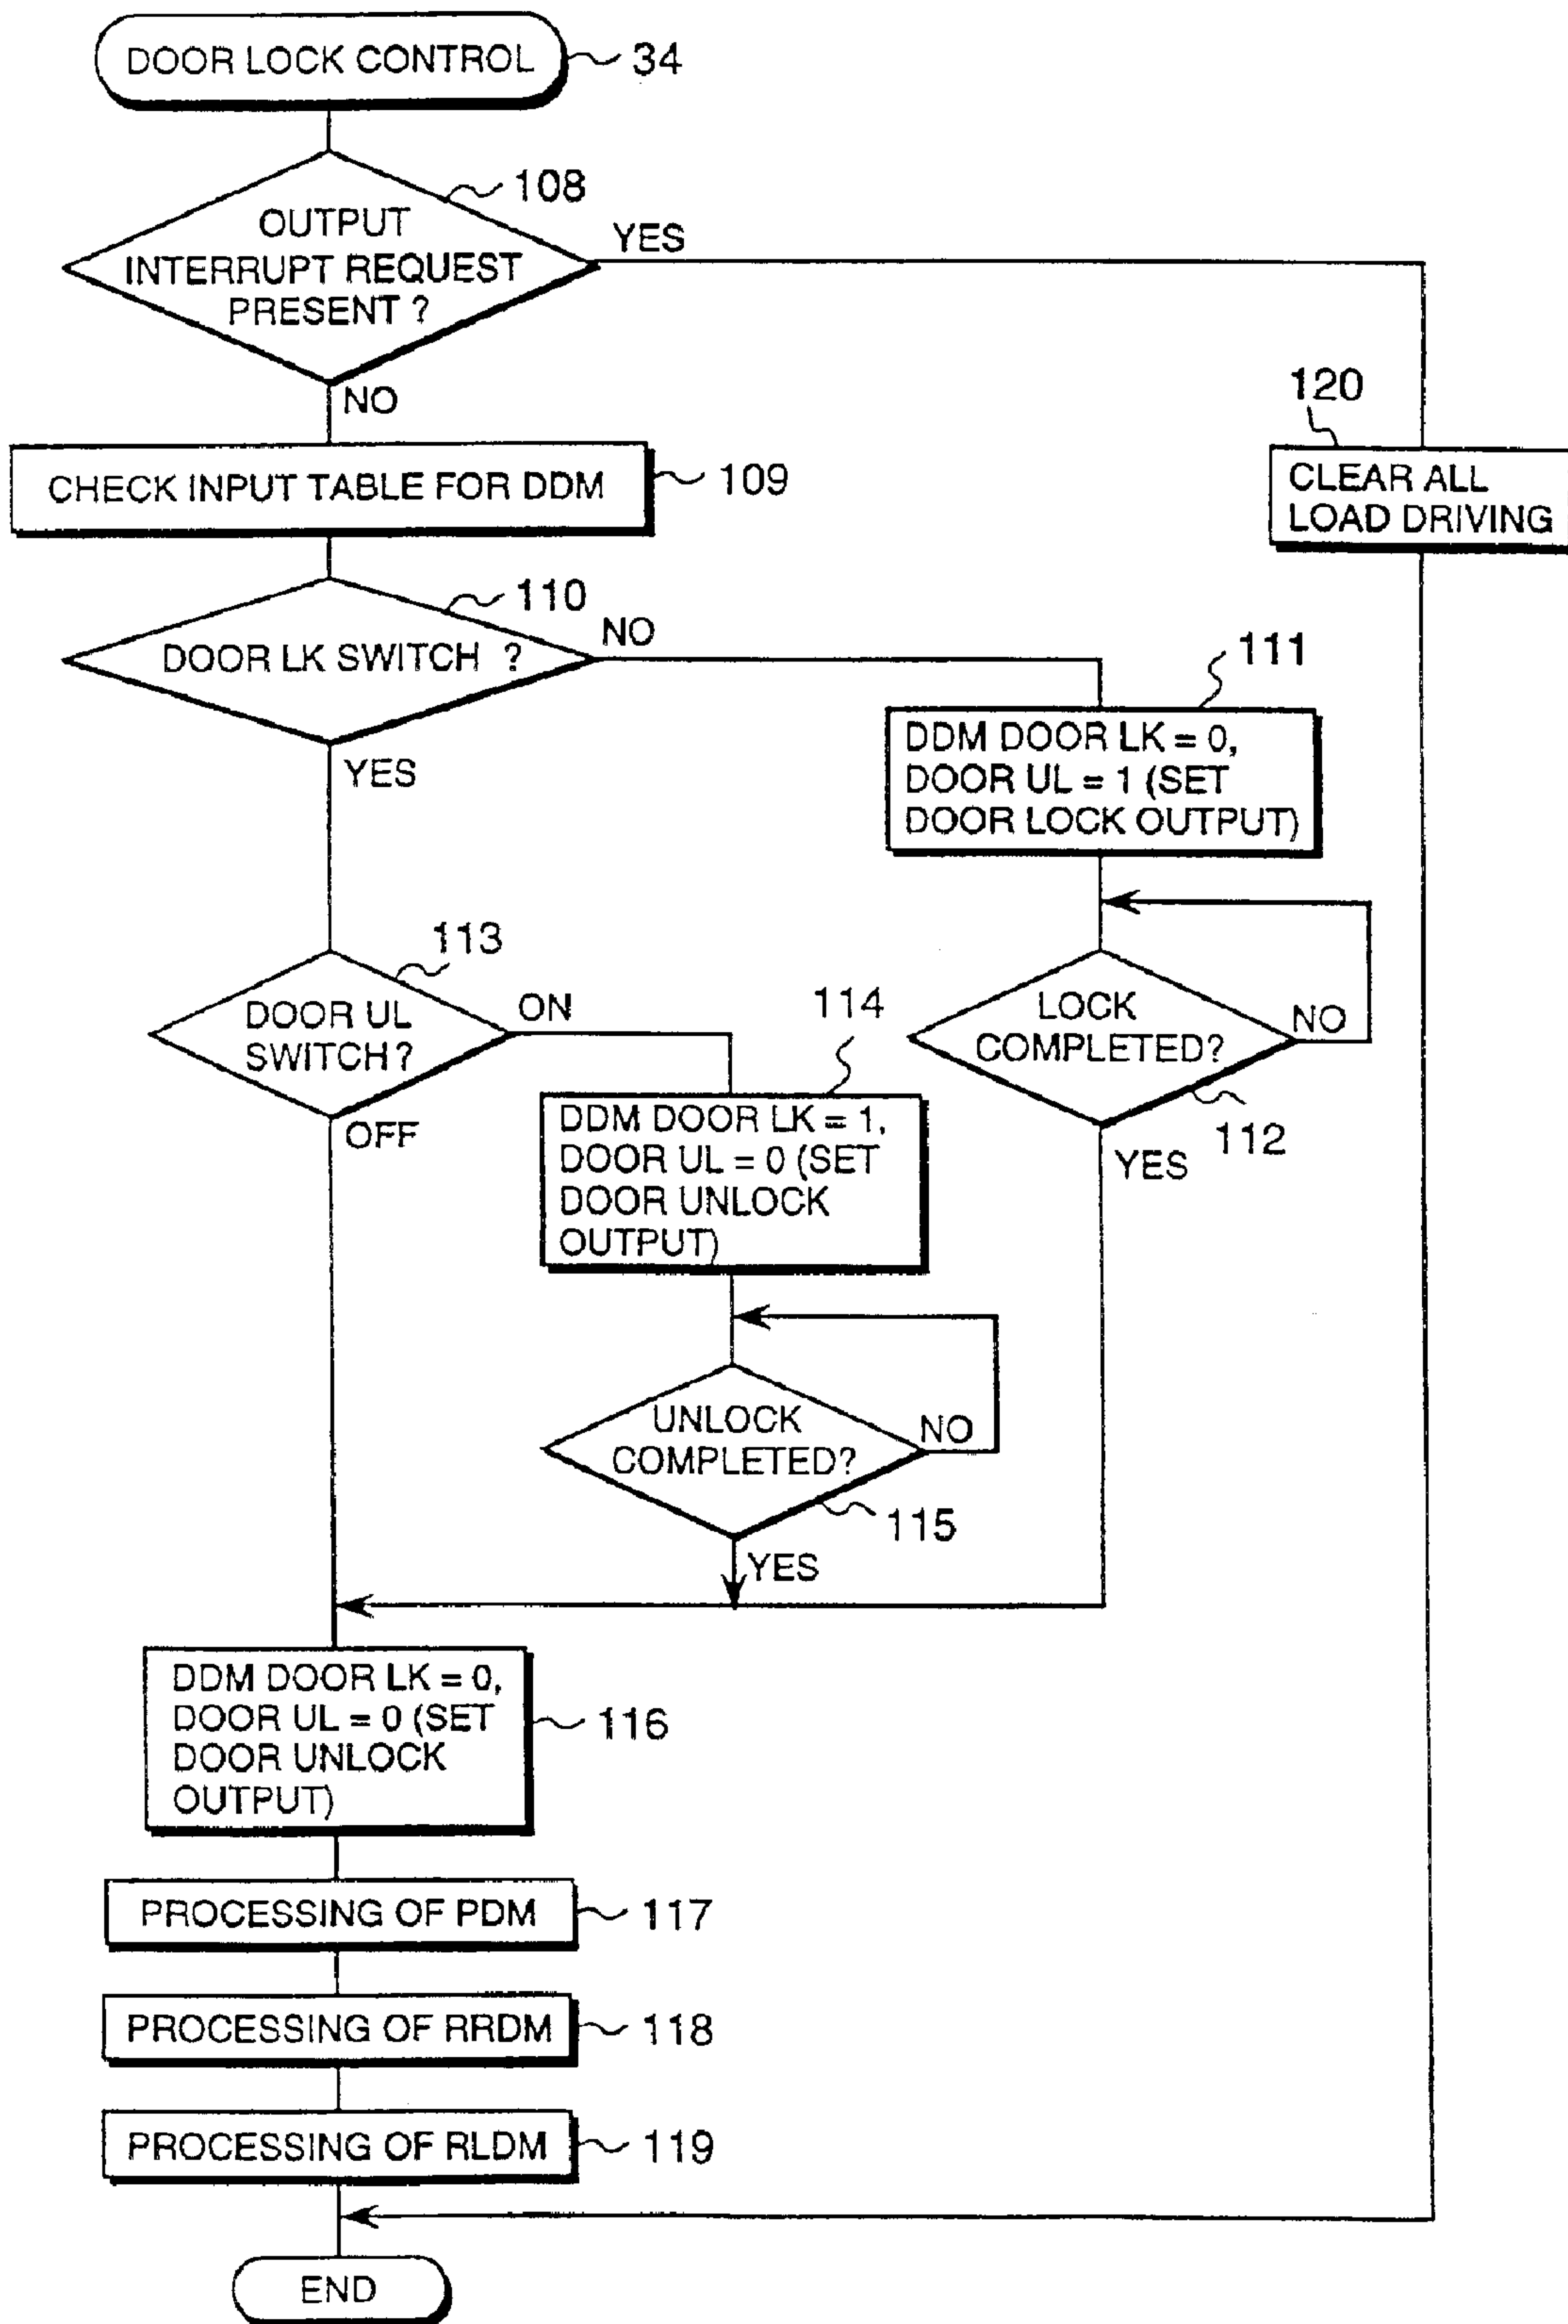 DOOR LOCK CONTROL
34
108
OUTPUT
INTERRUPT REQUEST
PRESENT ?
YES
NO
120
CLEAR ALL
LOAD DRIVING
CHECK INPUT TABLE FOR DDM
109
110
DOOR LK SWITCH ?
NO
YES
111
DDM DOOR LK = 0,
DOOR UL = 1 (SET
DOOR LOCK OUTPUT)
113
DOOR UL
SWITCH?
ON
OFF
LOCK
COMPLETED?
NO
112
YES
114
DDM DOOR LK = 1,
DOOR UL = 0 (SET
DOOR UNLOCK
OUTPUT)
UNLOCK
COMPLETED?
NO
115
YES
DDM DOOR LK = 0,
DOOR UL = 0 (SET
DOOR UNLOCK
OUTPUT)
116
PROCESSING OF PDM
117
PROCESSING OF RRDM
118
PROCESSING OF RLDM
119
END